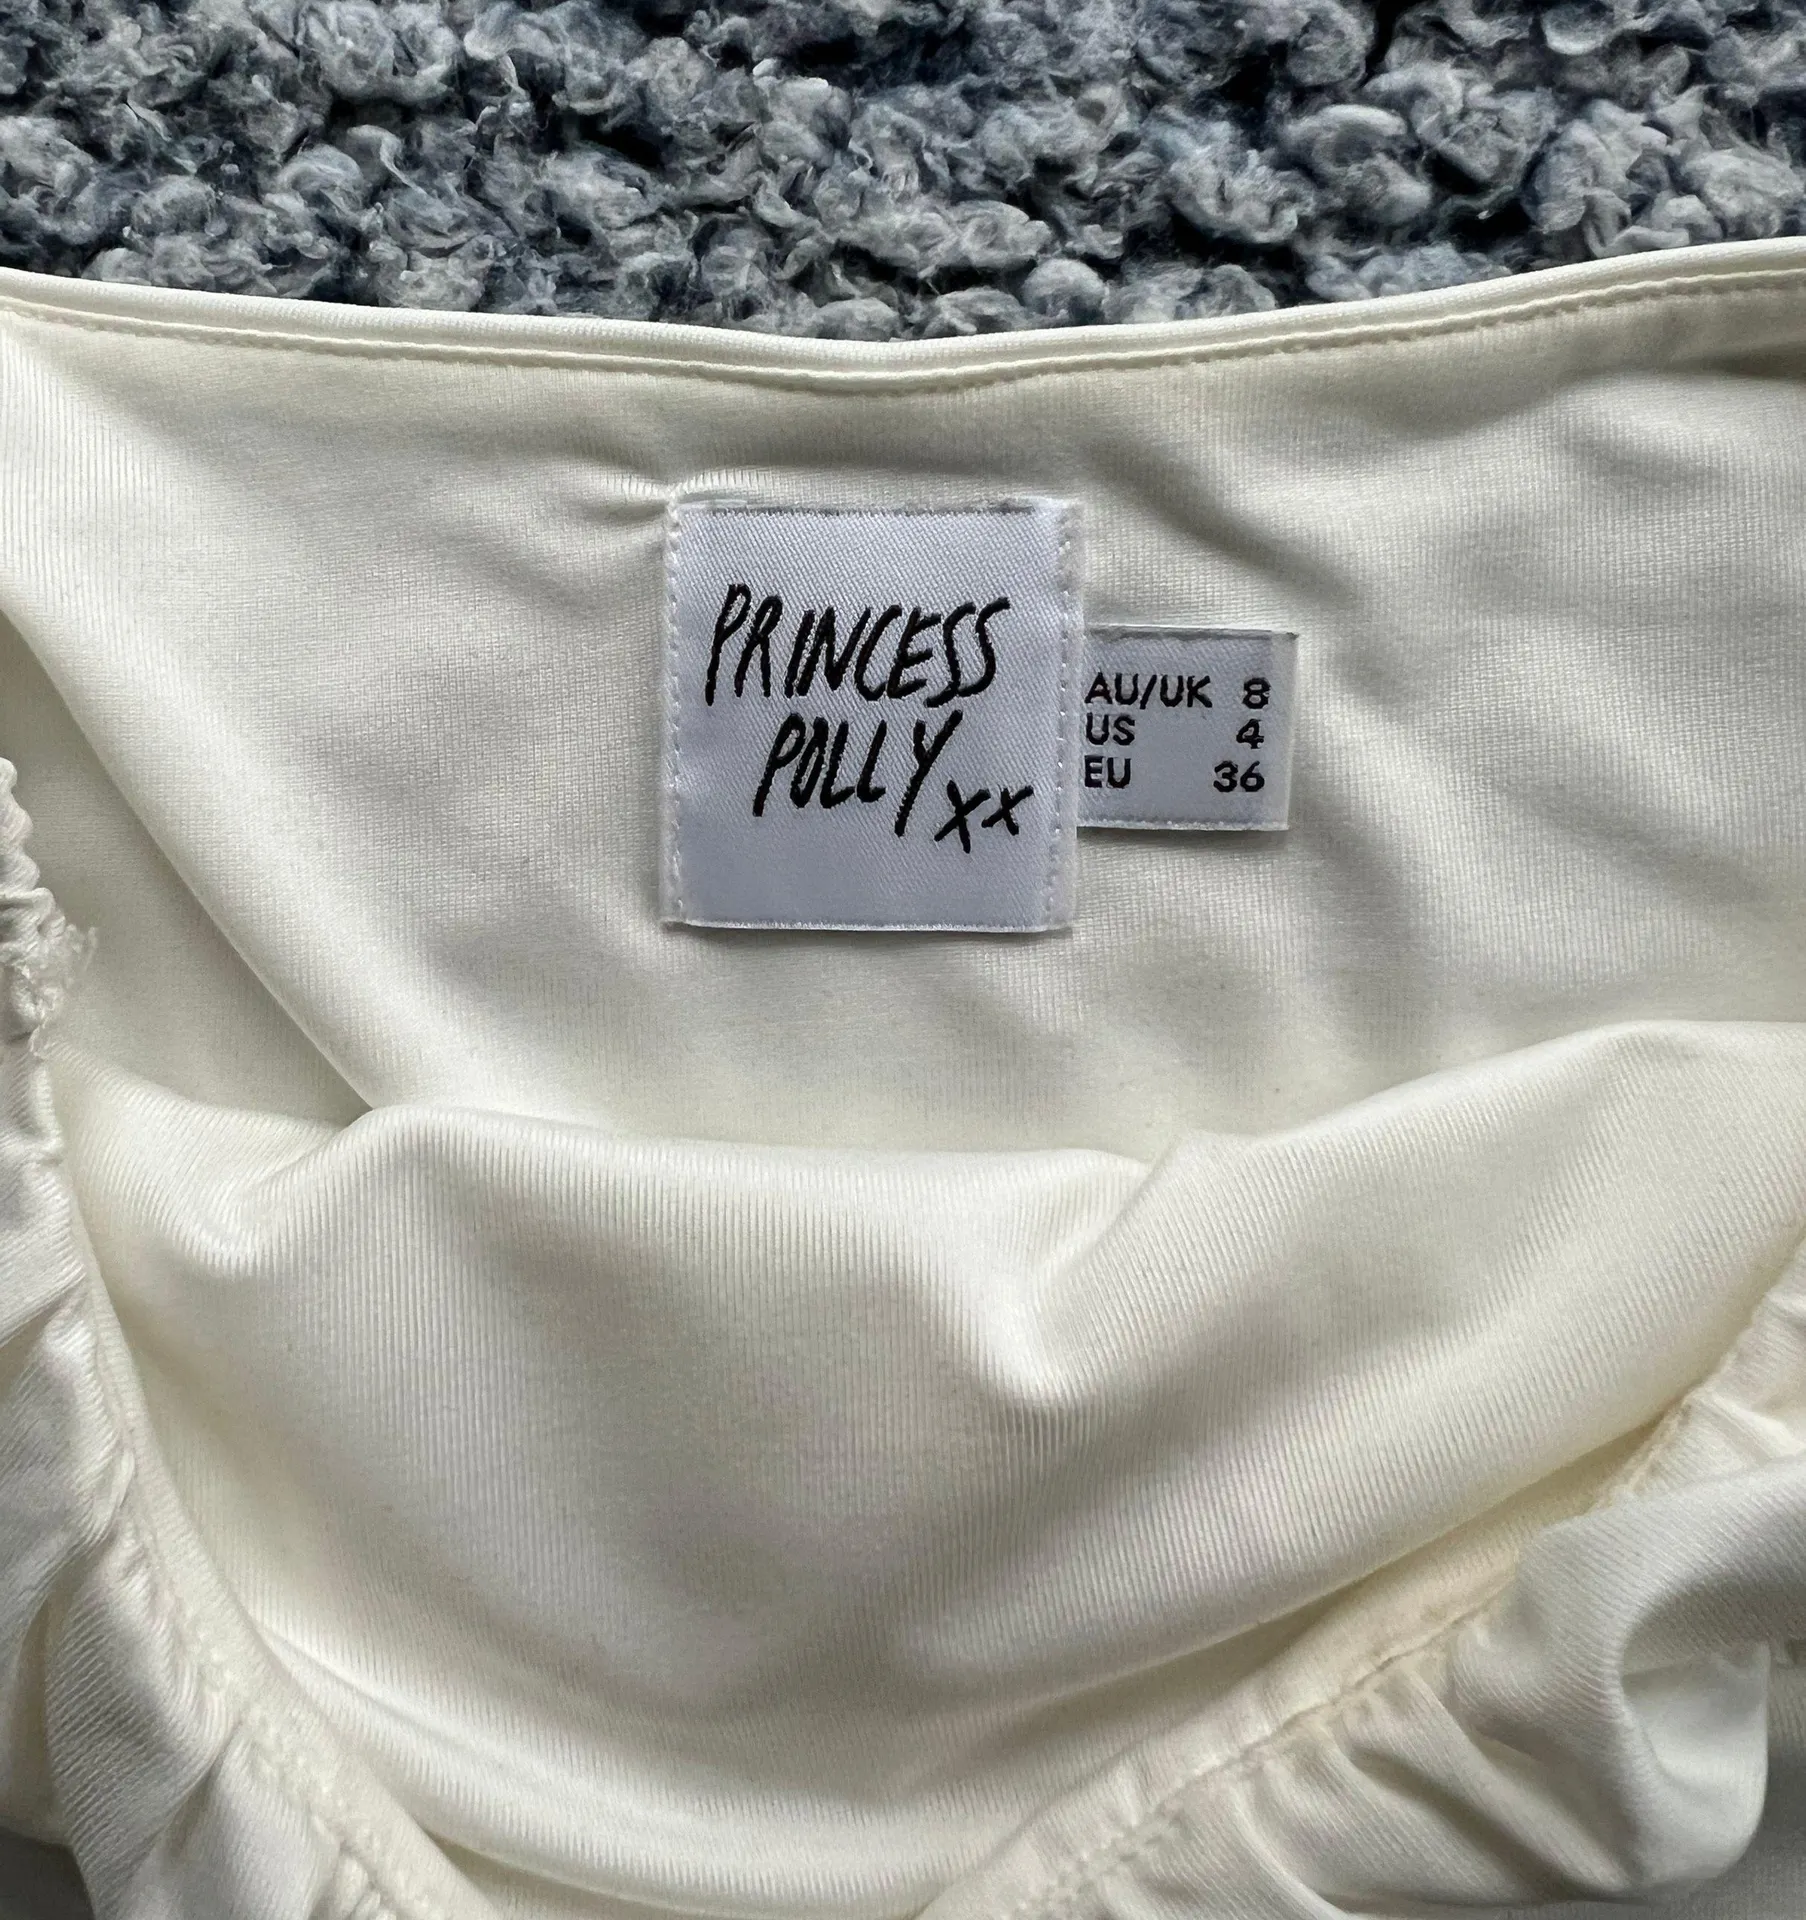 PRINCESS
POLLY xx
AU/UK 8
US 4
EU 36